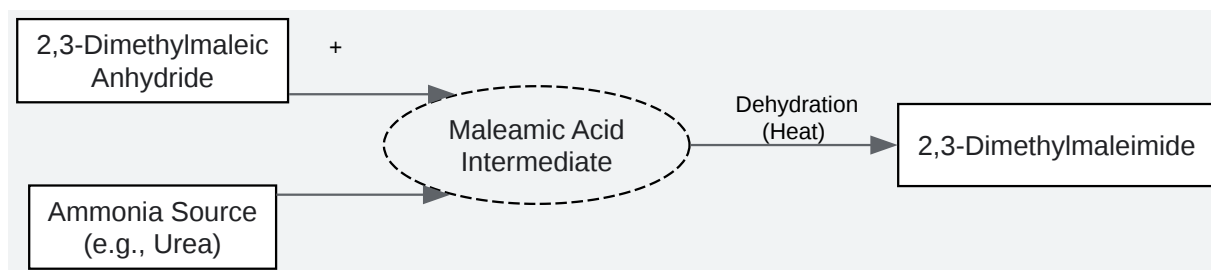 2,3-Dimethylmaleic
Anhydride
+
Ammonia Source
(e.g., Urea)
Maleamic Acid
Intermediate
Dehydration
(Heat)
2,3-Dimethylmaleimide